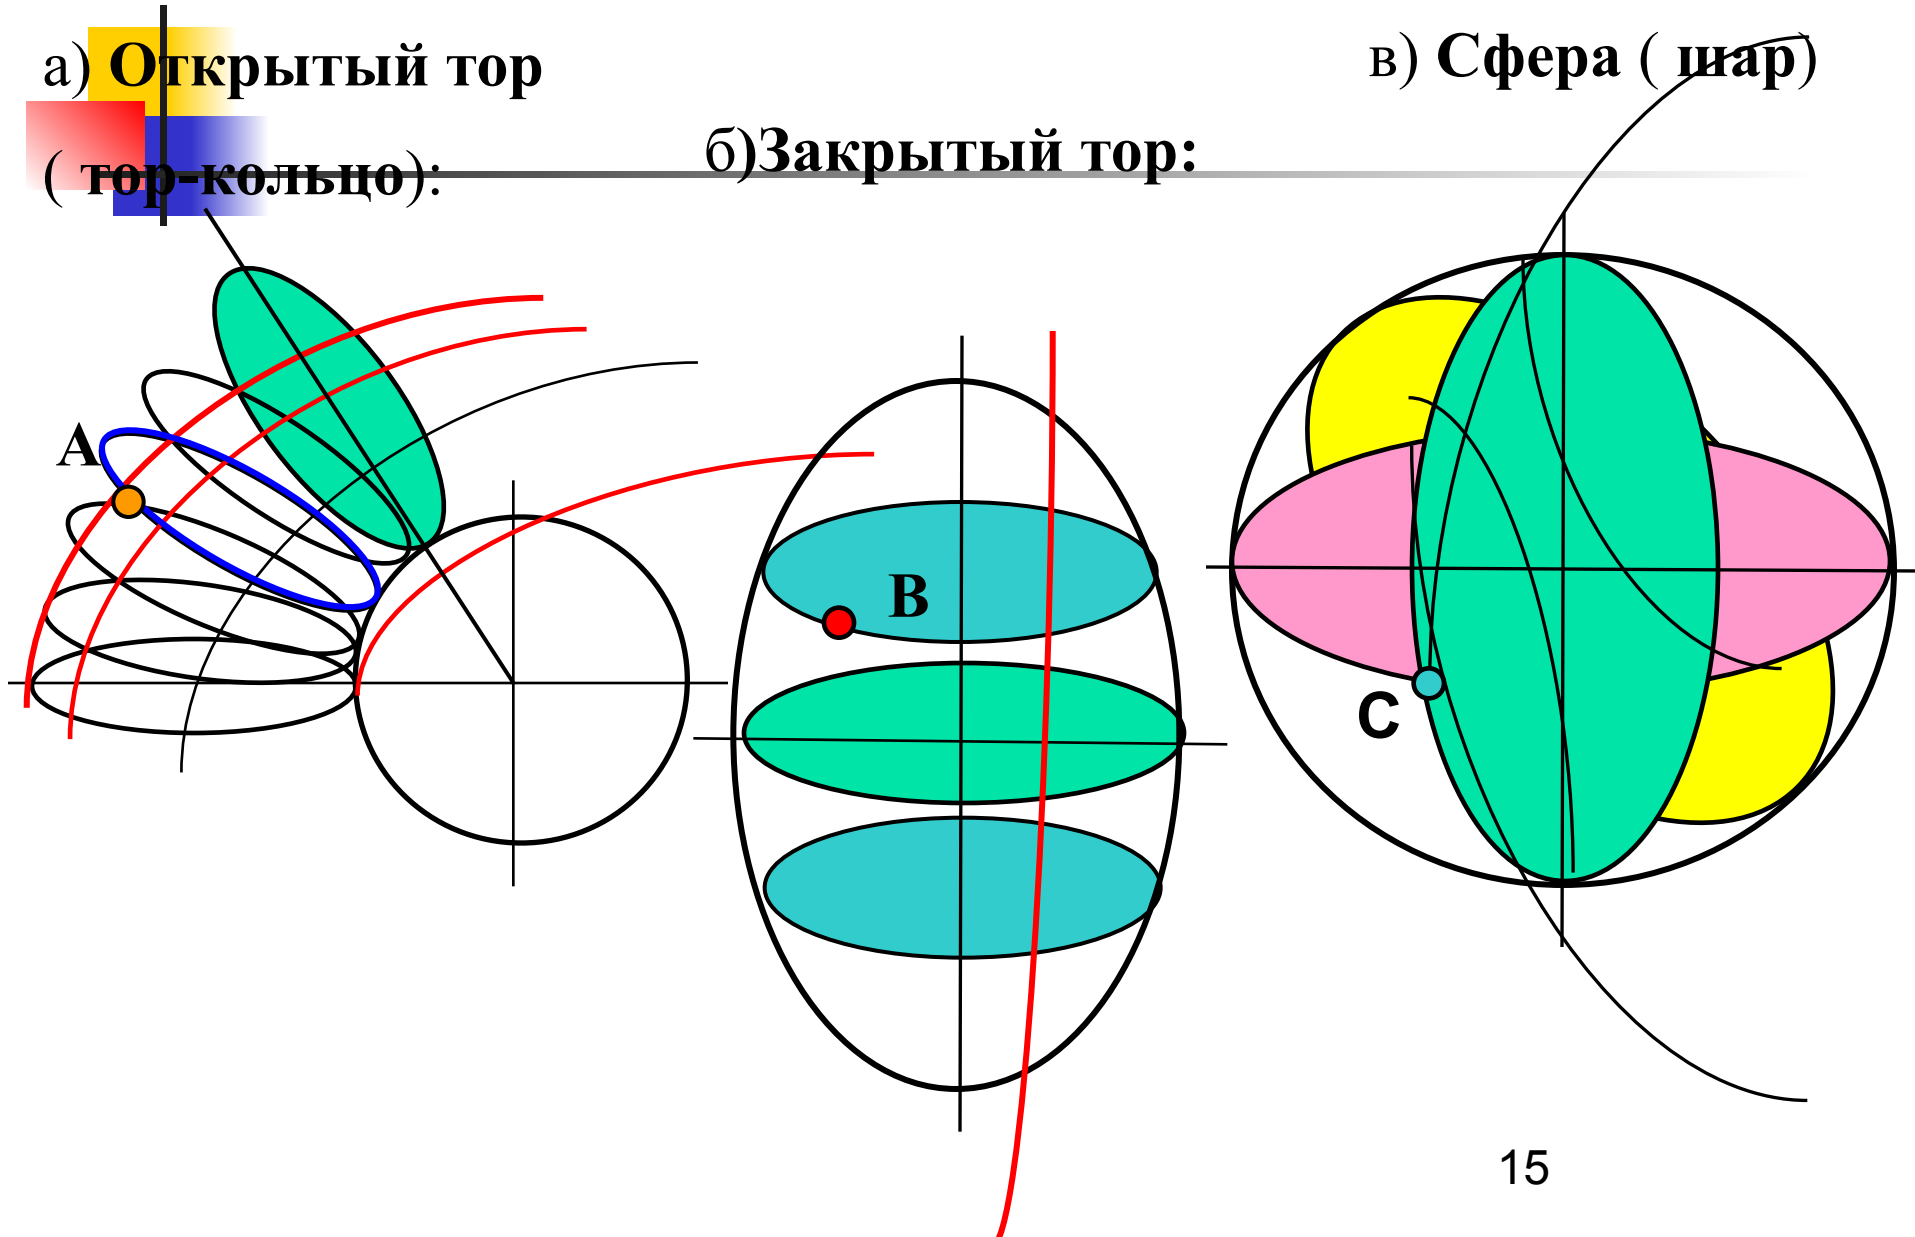 а) Открытый тор
( тор-кольцо):
б)Закрытый тор:
в) Сфера ( шар)
А
В
С
15